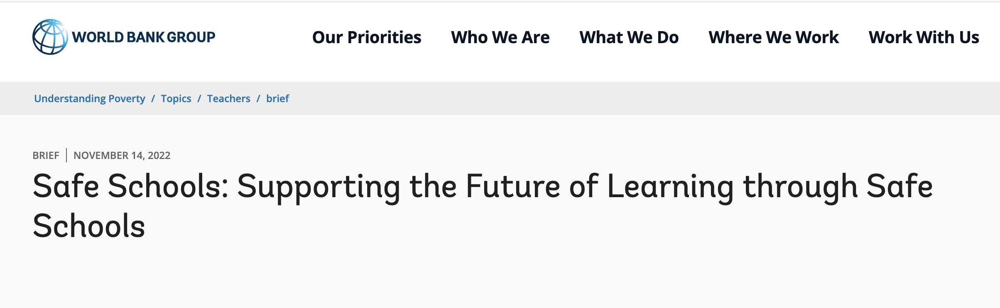 WORLD BANK GROUP
Our Priorities Who We Are What We Do Where We Work Work With Us
Understanding Poverty / Topics / Teachers / brief
BRIEF | NOVEMBER 14, 2022
Safe Schools: Supporting the Future of Learning through Safe
Schools